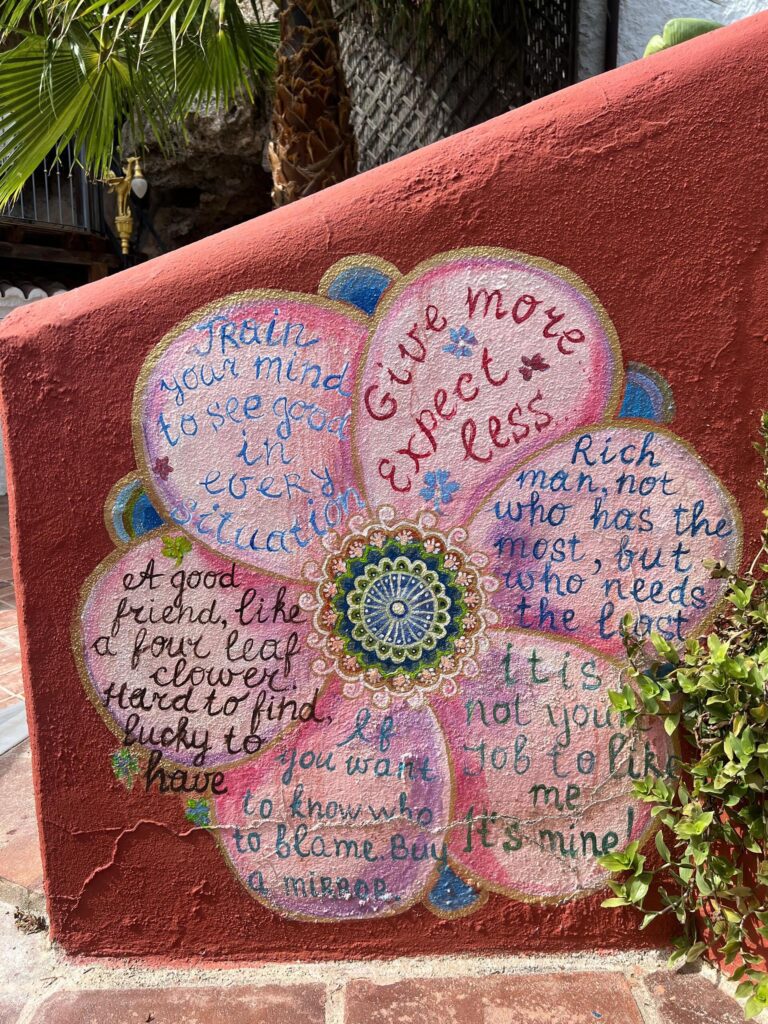 Train
your mind
to see good
in
every
situation
Give more
Expect
less
Rich
man, not
who has the
most, but
who needs
the least
it is
not your
Job to like
me
It's mine!
If
you want
to know who
to blame. Buy
a mirror.
A good
friend, like
a four leaf
clower.
Hard to find,
lucky to
have